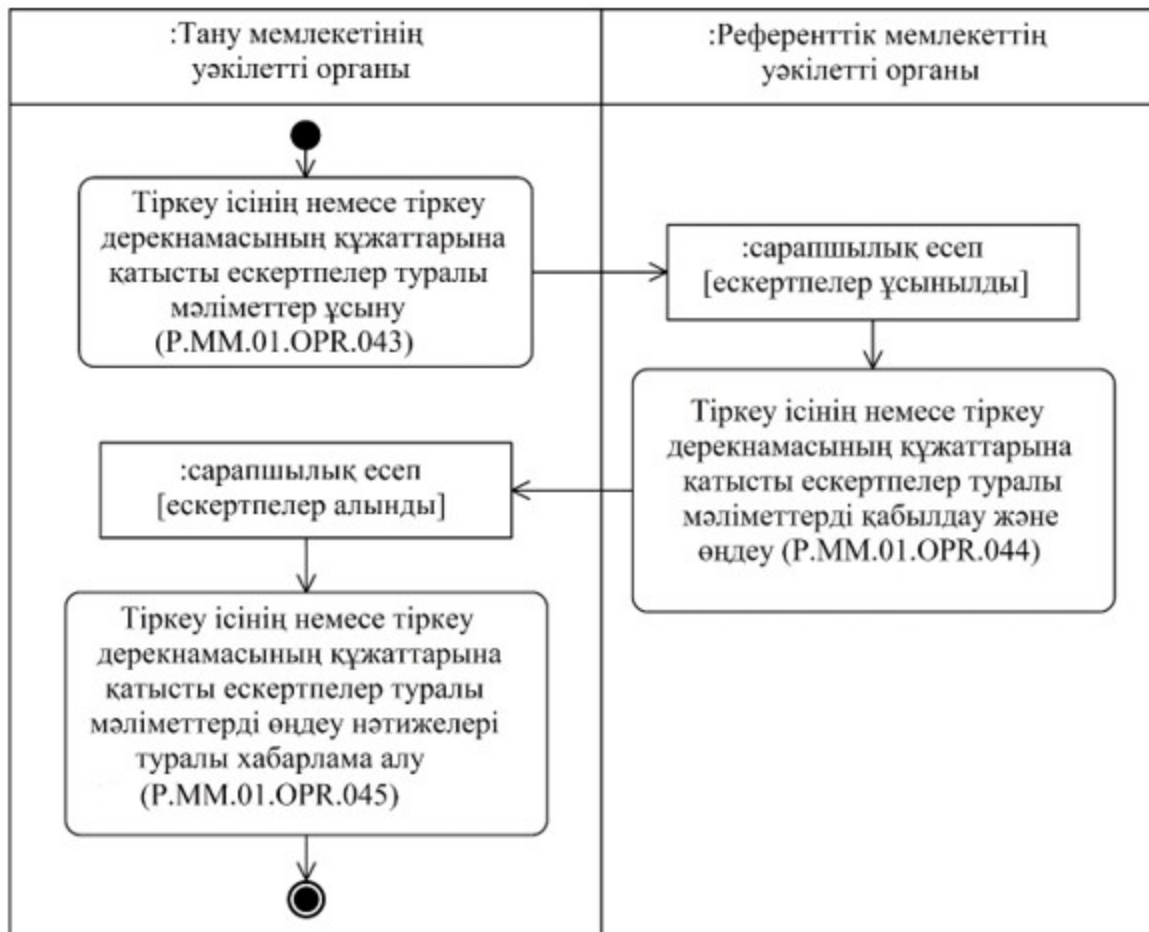 :Тану мемлекетінің
уәкілетті органы
:Референттік мемлекеттің
уәкілетті органы
Тіркеу ісінің немесе тіркеу
дерекнамасының құжаттарына
қатысты ескертпелер туралы
мәліметтер ұсыну
(P.MM.01.OPR.043)
:сарапшылық есеп
[ескертпелер ұсынылды]
Тіркеу ісінің немесе тіркеу
дерекнамасының құжаттарына
қатысты ескертпелер туралы
мәліметтерді қабылдау және
өңдеу (P.MM.01.OPR.044)
:сарапшылық есеп
[ескертпелер алынды]
Тіркеу ісінің немесе тіркеу
дерекнамасының құжаттарына
қатысты ескертпелер туралы
мәліметтерді өңдеу нәтижелері
туралы хабарлама алу
(P.MM.01.OPR.045)